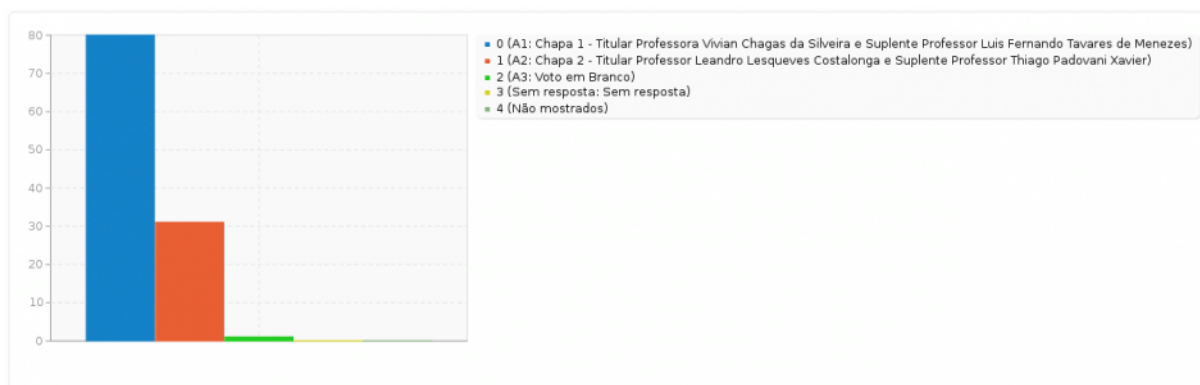 80
70
60
50
40
30
20
10
0
0 (A1: Chapa 1 - Titular Professora Vivian Chagas da Silveira e Suplente Professor Luis Fernando Tavares de Menezes)
1 (A2: Chapa 2 - Titular Professor Leandro Lesqueves Costalonga e Suplente Professor Thiago Padovani Xavier)
2 (A3: Voto em Branco)
3 (Sem resposta: Sem resposta)
4 (Não mostrados)